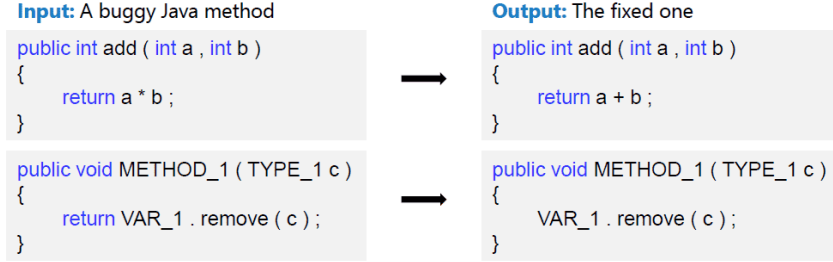 Input: A buggy Java method
Output: The fixed one
public int add ( int a , int b )
{
return a * b ;
}
public int add ( int a , int b )
{
return a + b ;
}
public void METHOD_1 ( TYPE_1 c )
{
return VAR_1 . remove ( c ) ;
}
public void METHOD_1 ( TYPE_1 c )
{
VAR_1 . remove ( c ) ;
}